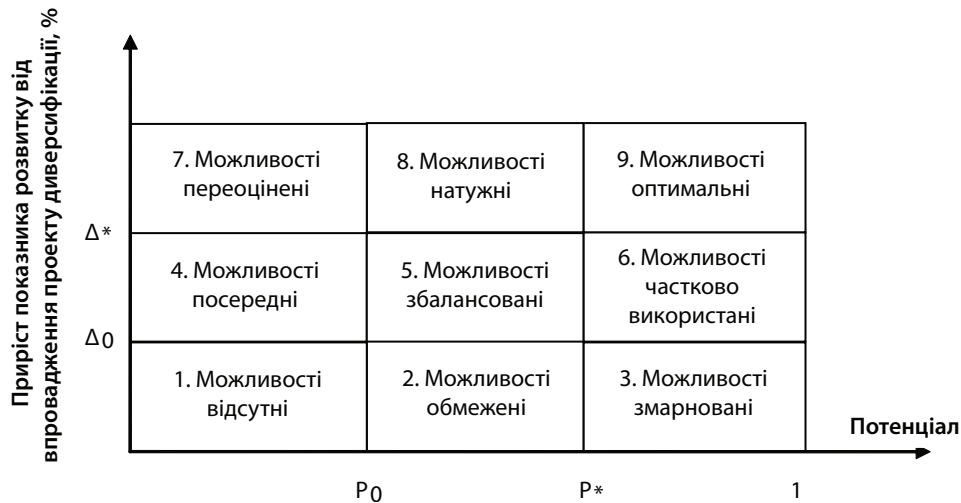 Приріст показника розвитку від
впровадження проекту диверсифікації, %
7. Можливості
переоцінені
8. Можливості
натужні
9. Можливості
оптимальні
Δ*
4. Можливості
посередні
5. Можливості
збалансовані
6. Можливості
частково
використані
Δ0
1. Можливості
відсутні
2. Можливості
обмежені
3. Можливості
змарновані
Потенціал
P0
P*
1